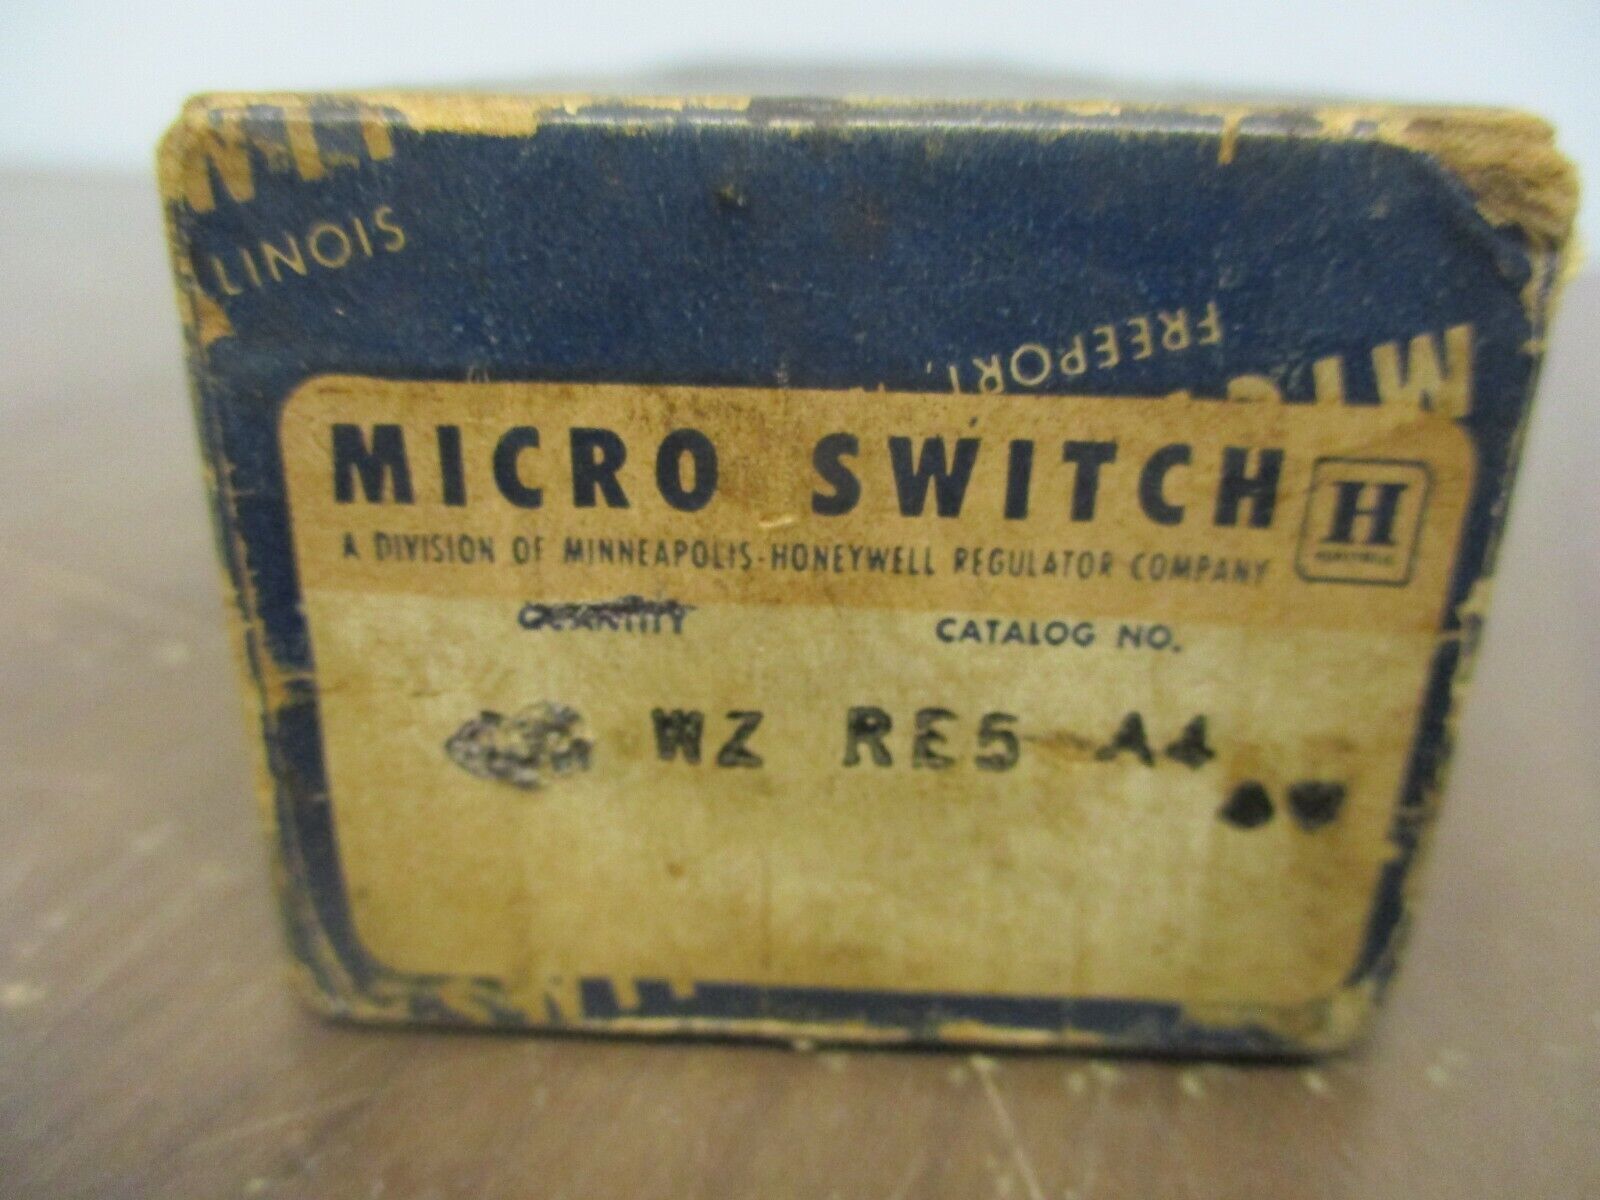 LINOIS
FREEPORT,
MICRO SWITCH
H
A DIVISION OF MINNEAPOLIS-HONEYWELL REGULATOR COMPANY
QUANTITY CATALOG NO.
WZ RE5 A4